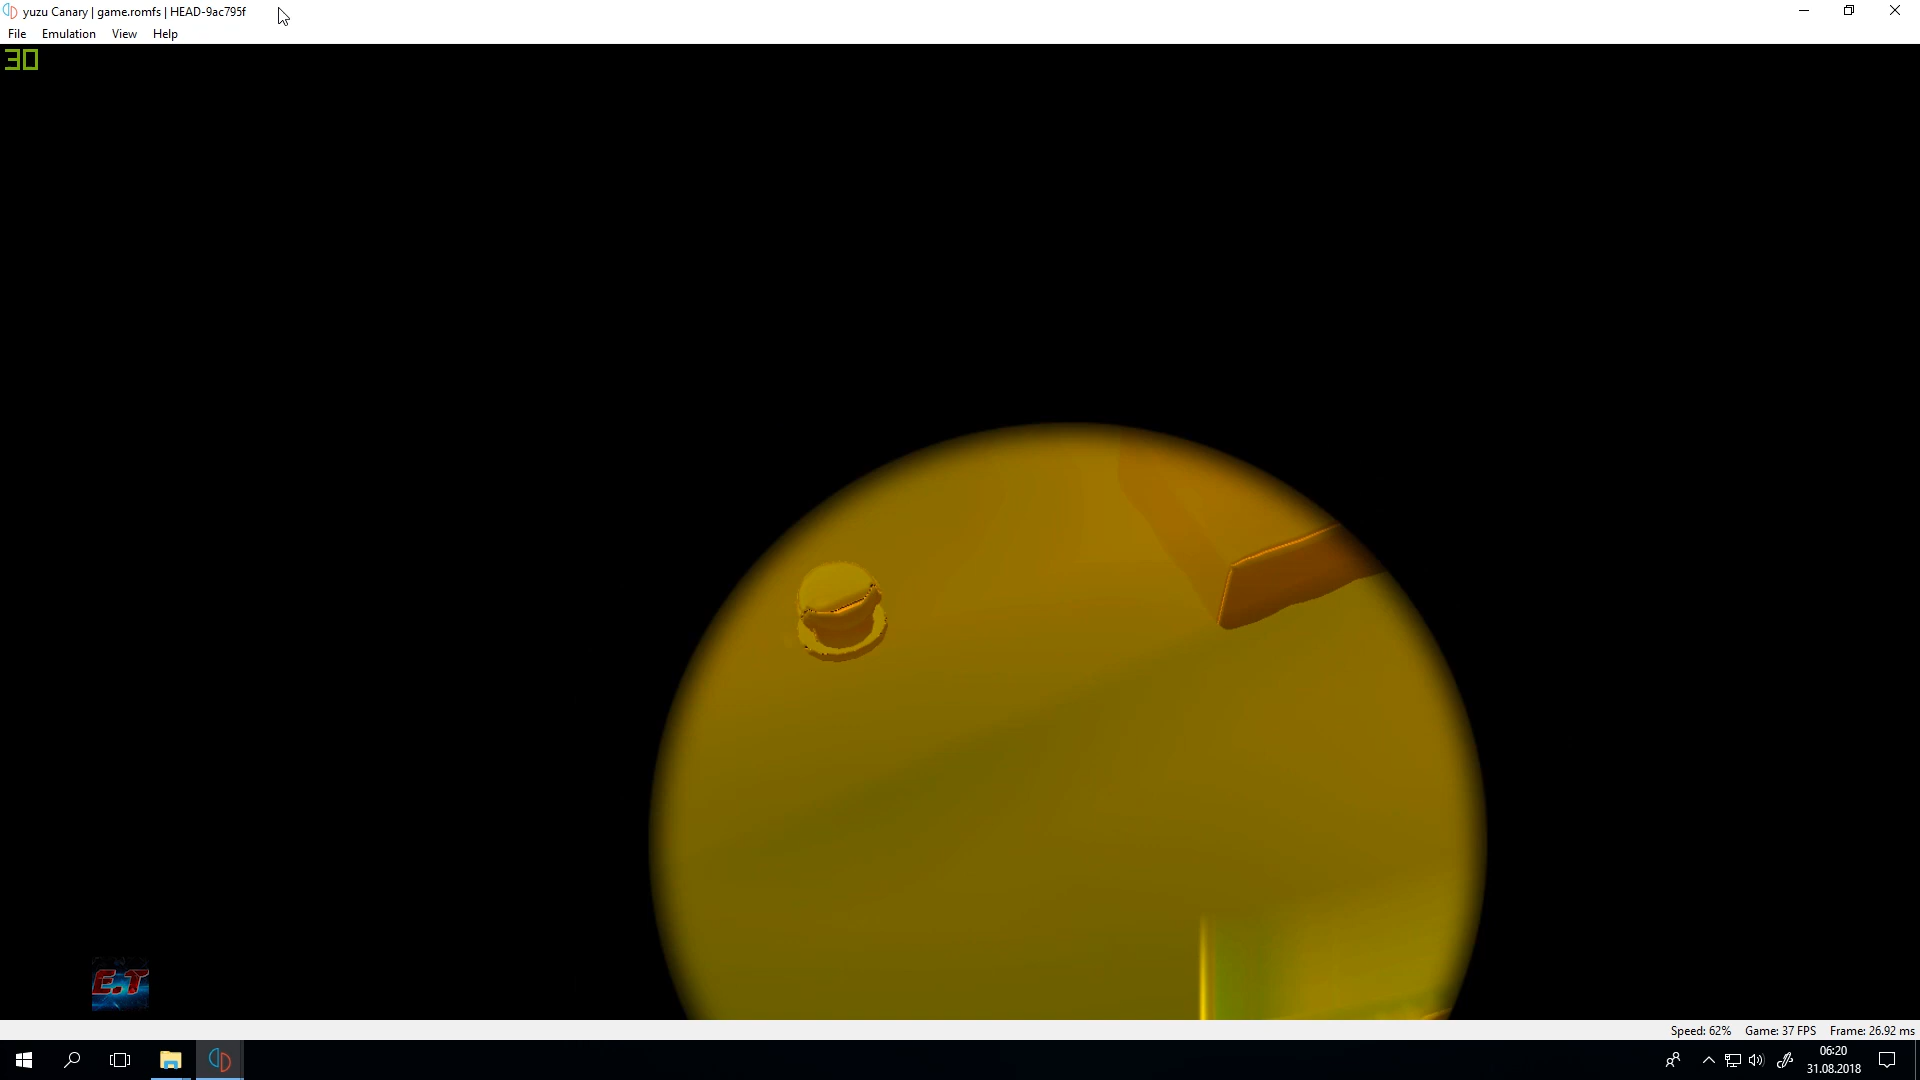 yuzu Canary | game.romfs | HEAD-9ac795f
File Emulation View Help
30
E.T
Speed: 62% Game: 37 FPS Frame: 26.92 ms
06:20
31.08.2018